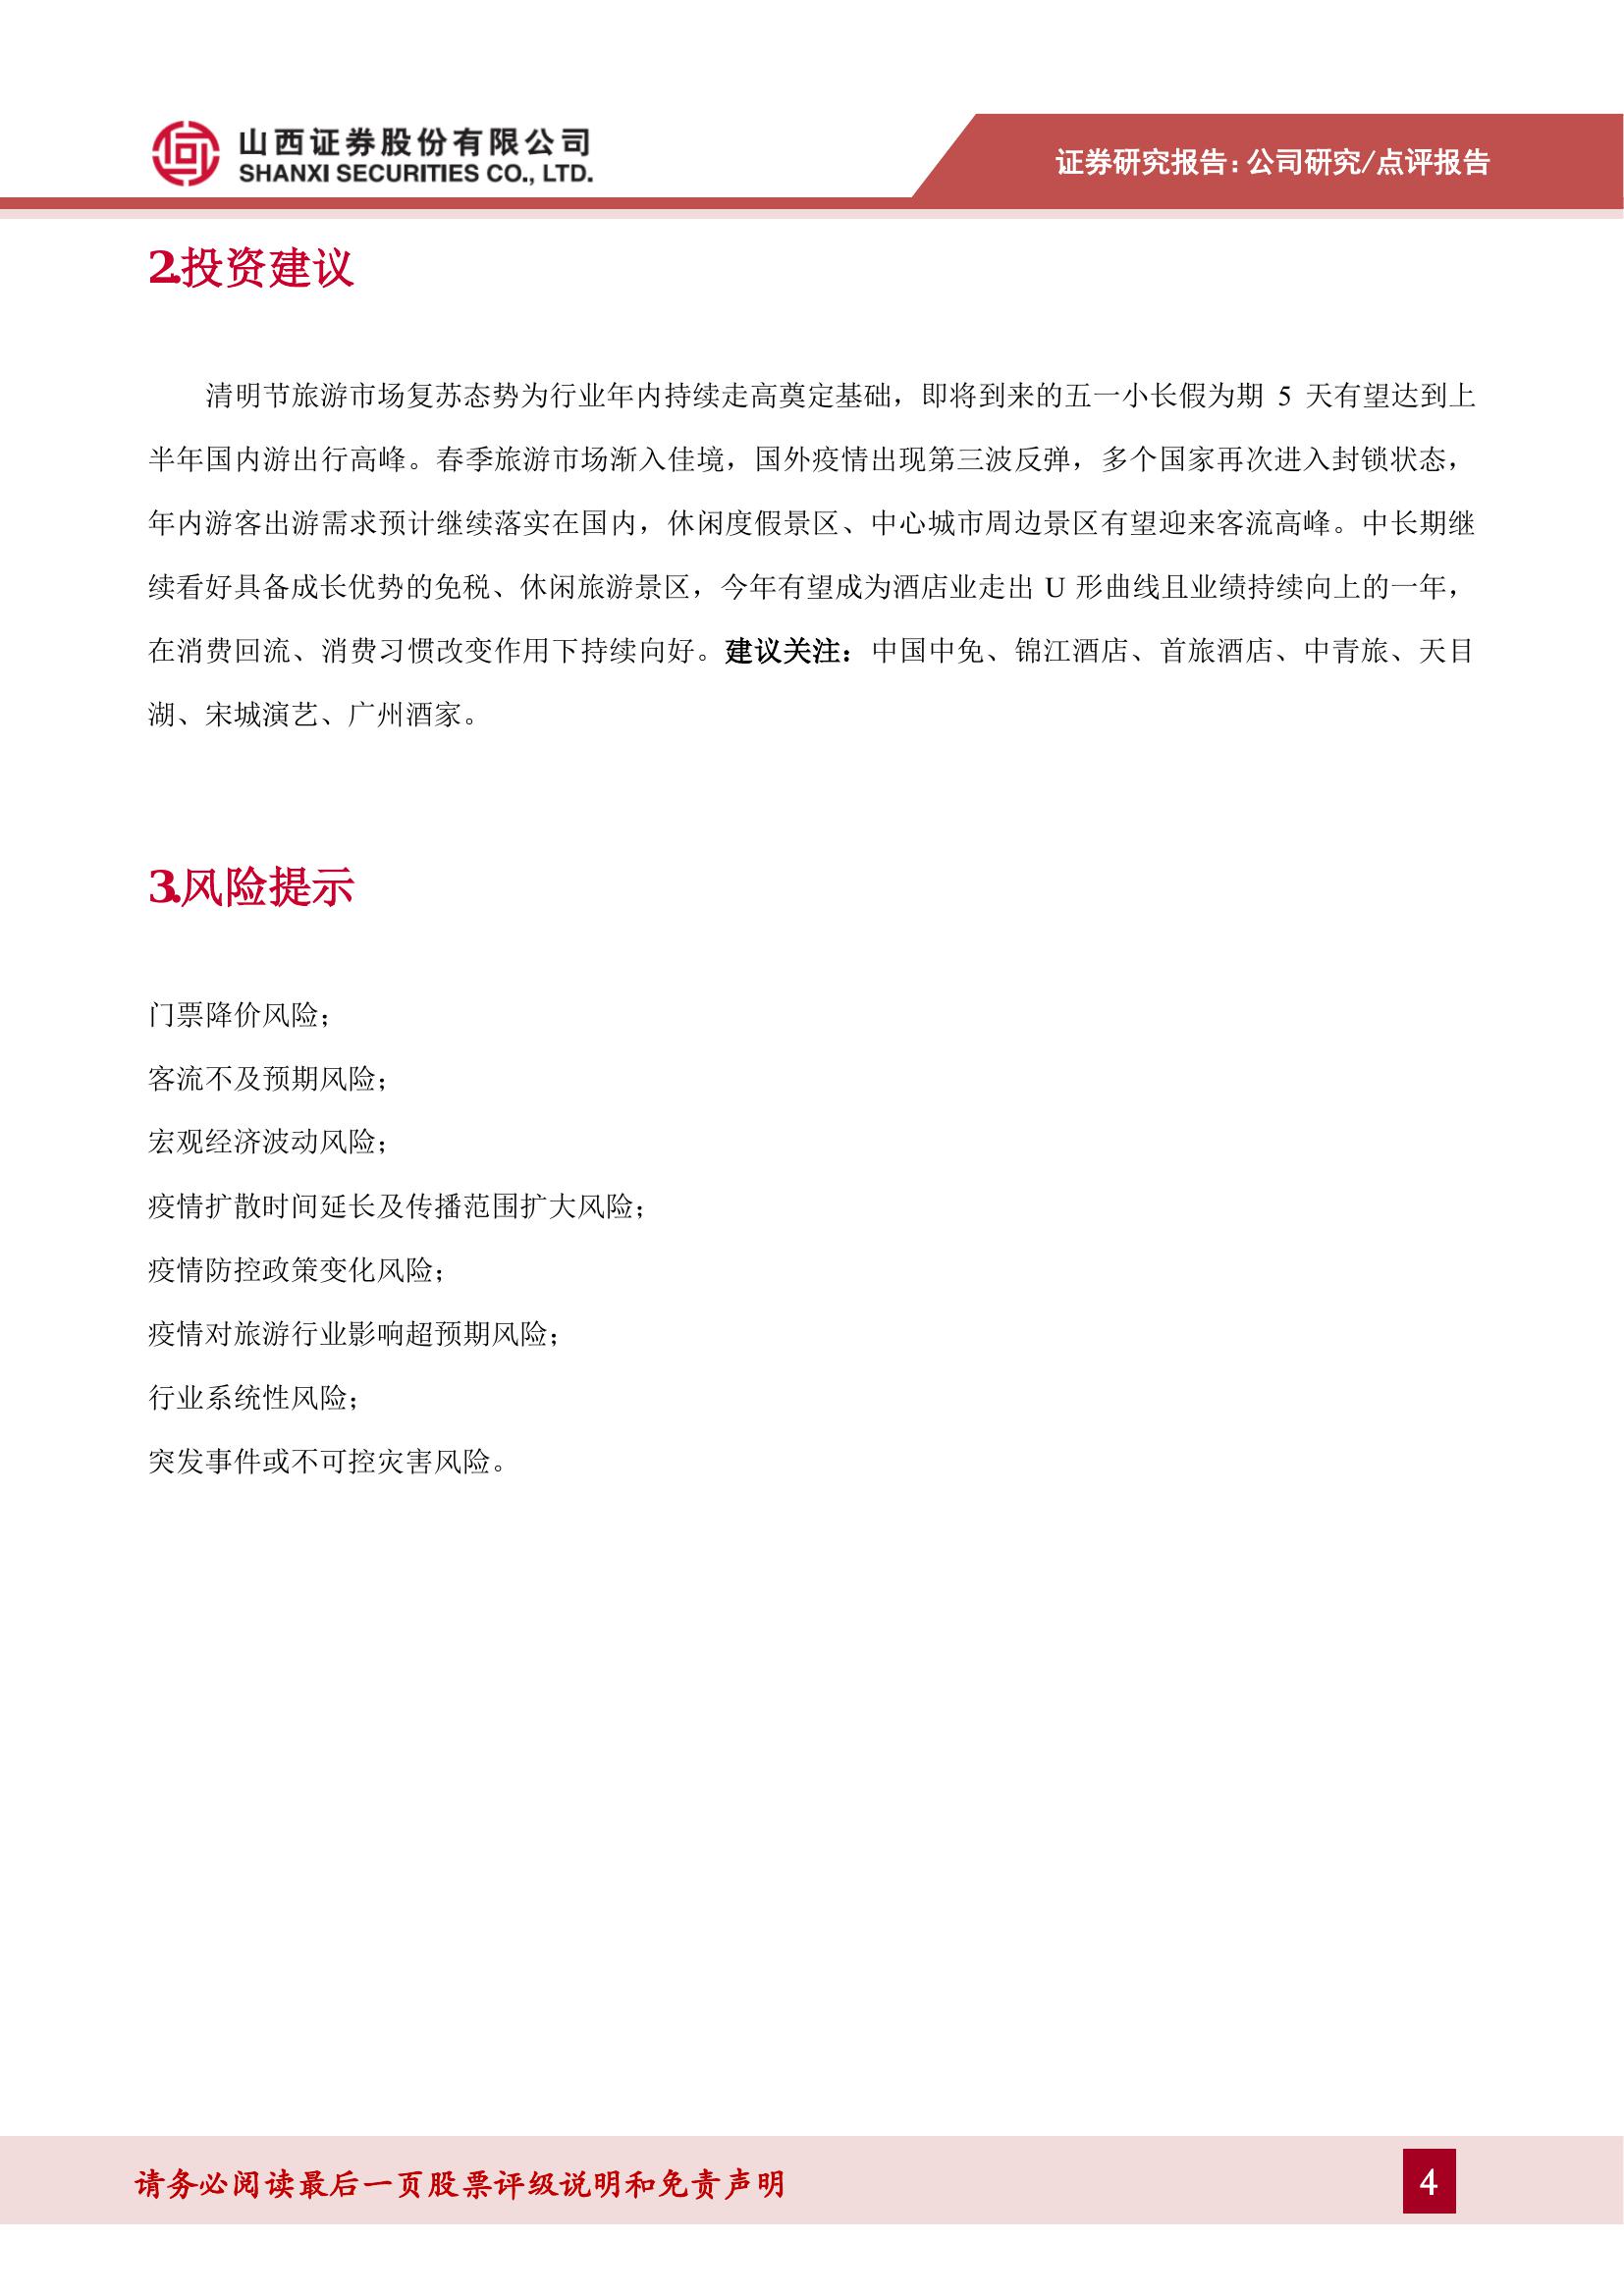 山西证券股份有限公司
SHANXI SECURITIES CO., LTD.
证券研究报告：公司研究/点评报告
2.投资建议
清明节旅游市场复苏态势为行业年内持续走高奠定基础，即将到来的五一小长假为期 5 天有望达到上
半年国内游出行高峰。春季旅游市场渐入佳境，国外疫情出现第三波反弹，多个国家再次进入封锁状态，
年内游客出游需求预计继续落实在国内，休闲度假景区、中心城市周边景区有望迎来客流高峰。中长期继
续看好具备成长优势的免税、休闲旅游景区，今年有望成为酒店业走出 U 形曲线且业绩持续向上的一年，
在消费回流、消费习惯改变作用下持续向好。建议关注：中国中免、锦江酒店、首旅酒店、中青旅、天目
湖、宋城演艺、广州酒家。
3.风险提示
门票降价风险；
客流不及预期风险；
宏观经济波动风险；
疫情扩散时间延长及传播范围扩大风险；
疫情防控政策变化风险；
疫情对旅游行业影响超预期风险；
行业系统性风险；
突发事件或不可控灾害风险。
请务必阅读最后一页股票评级说明和免责声明
4